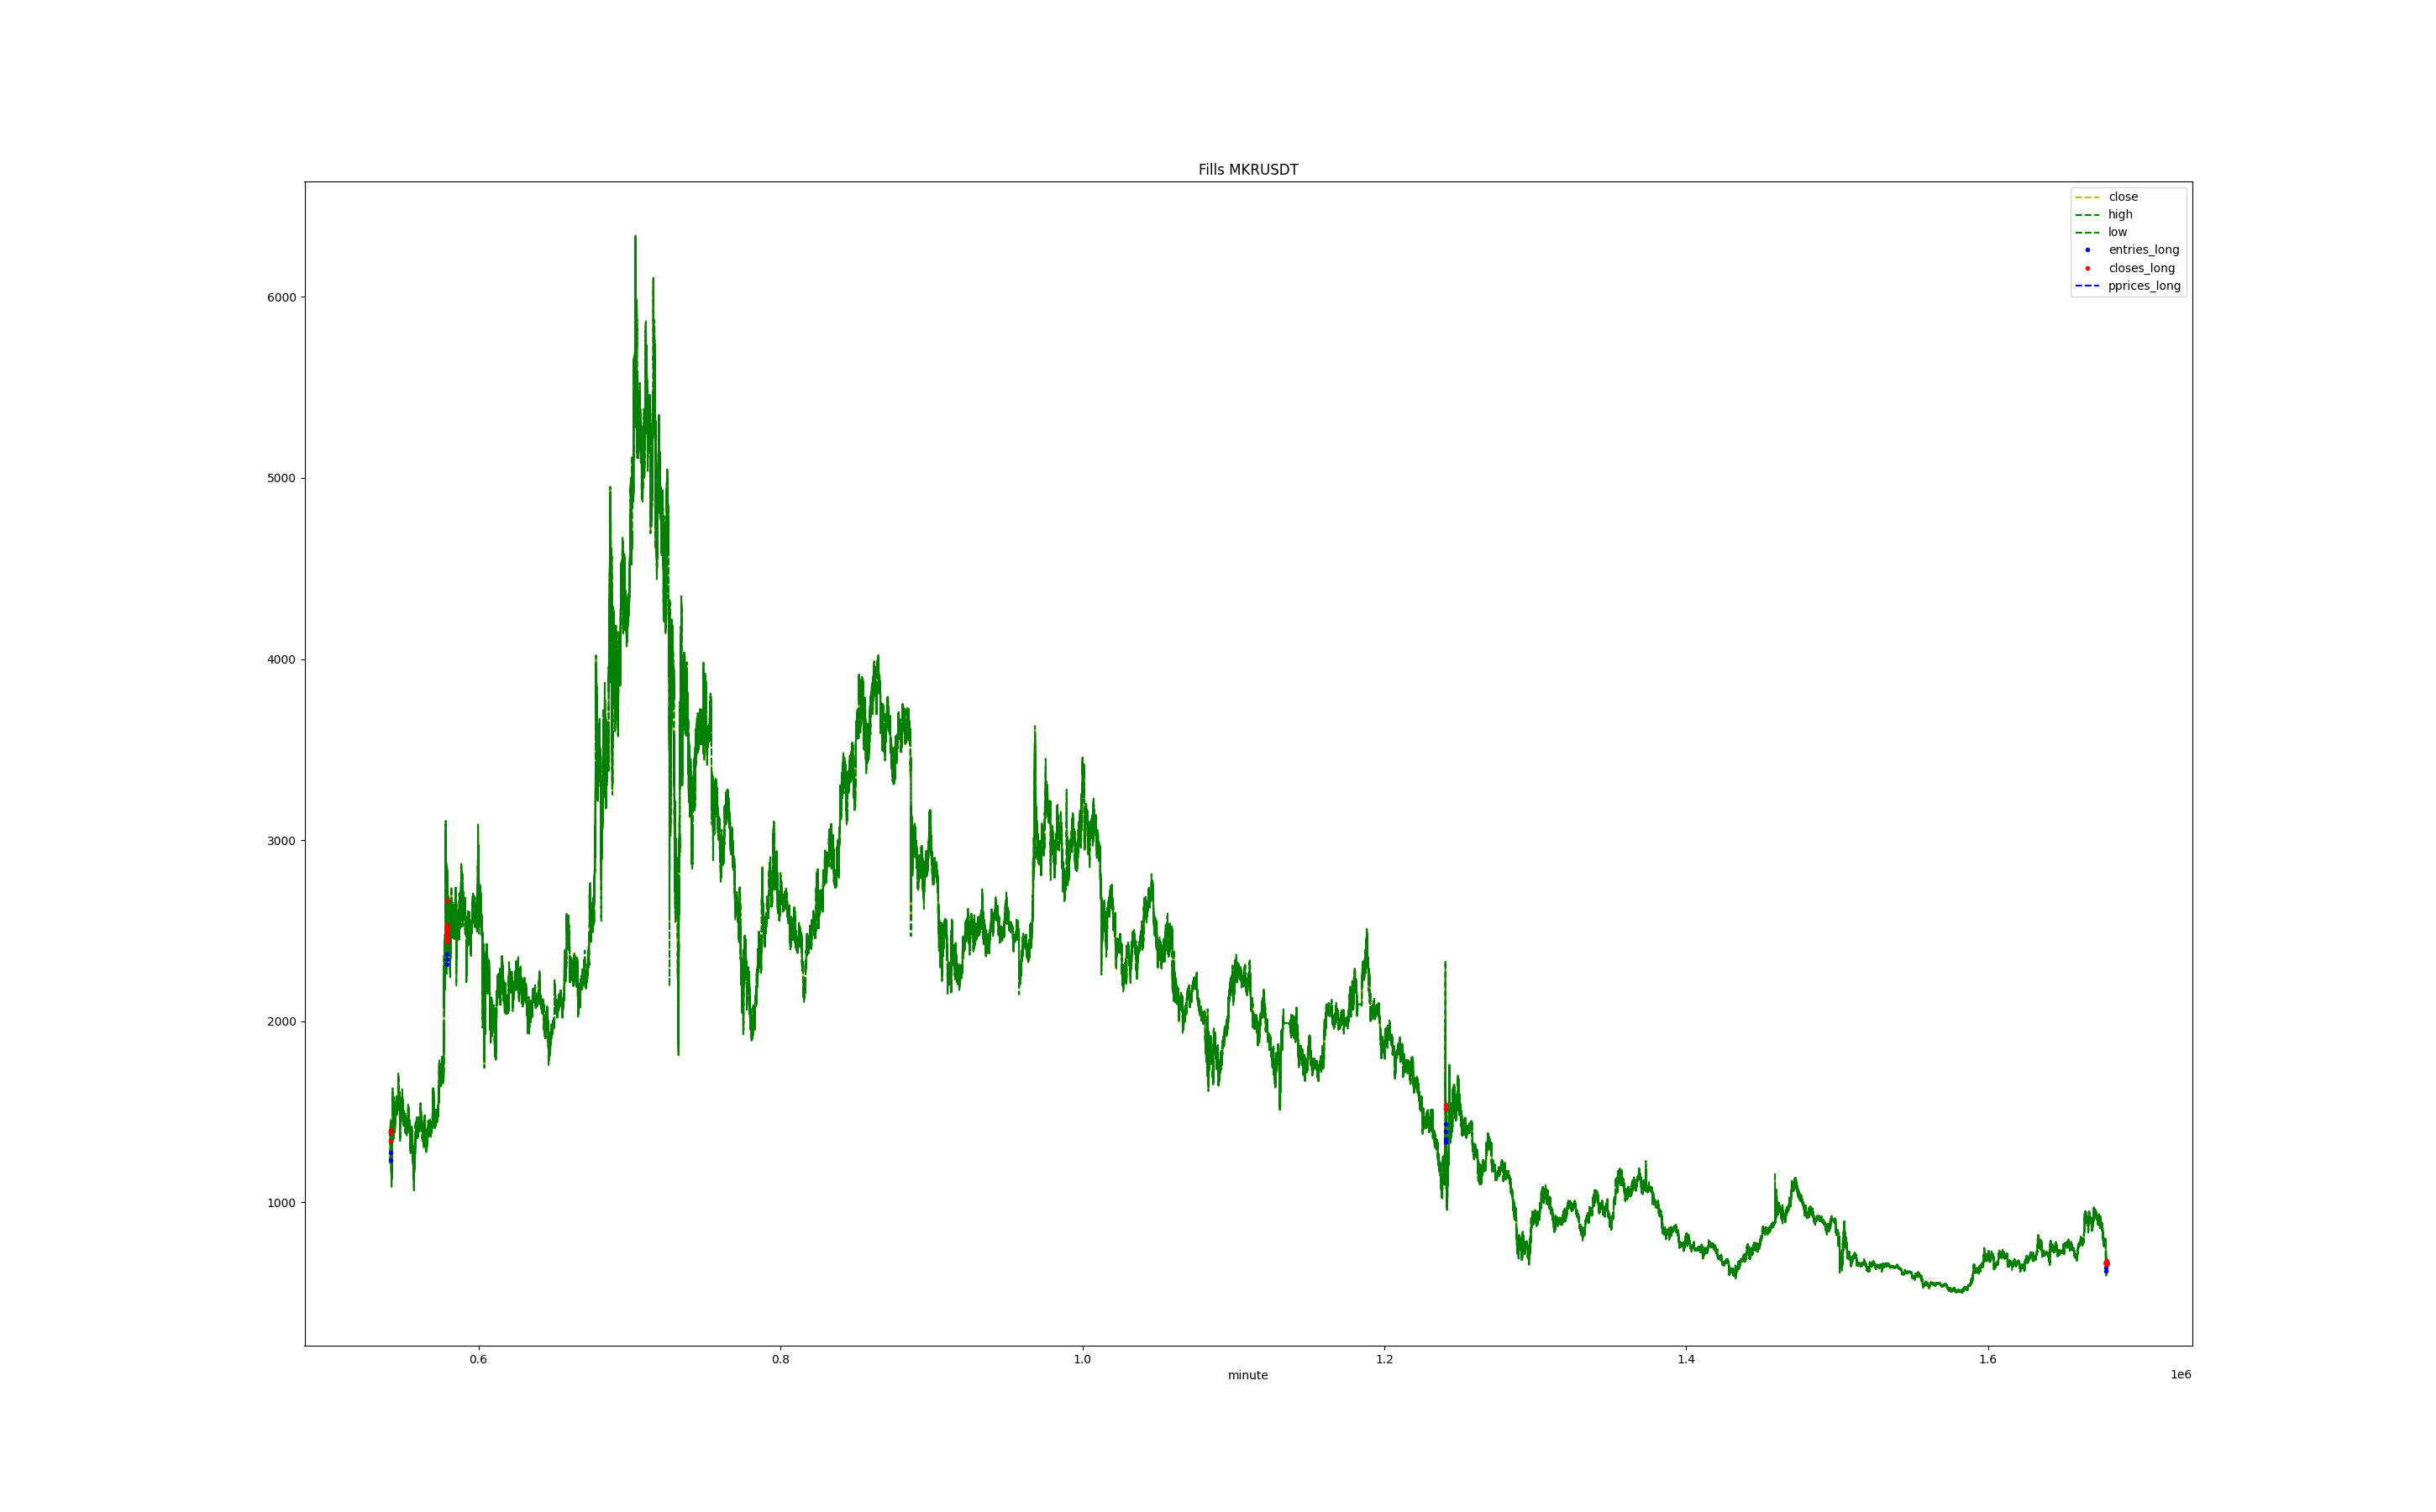 Fills MKRUSDT
close
high
low
entries_long
closes_long
pprices_long
6000
5000
4000
3000
2000
1000
0.6 0.8 1.0 1.2 1.4 1.6
minute
1e6